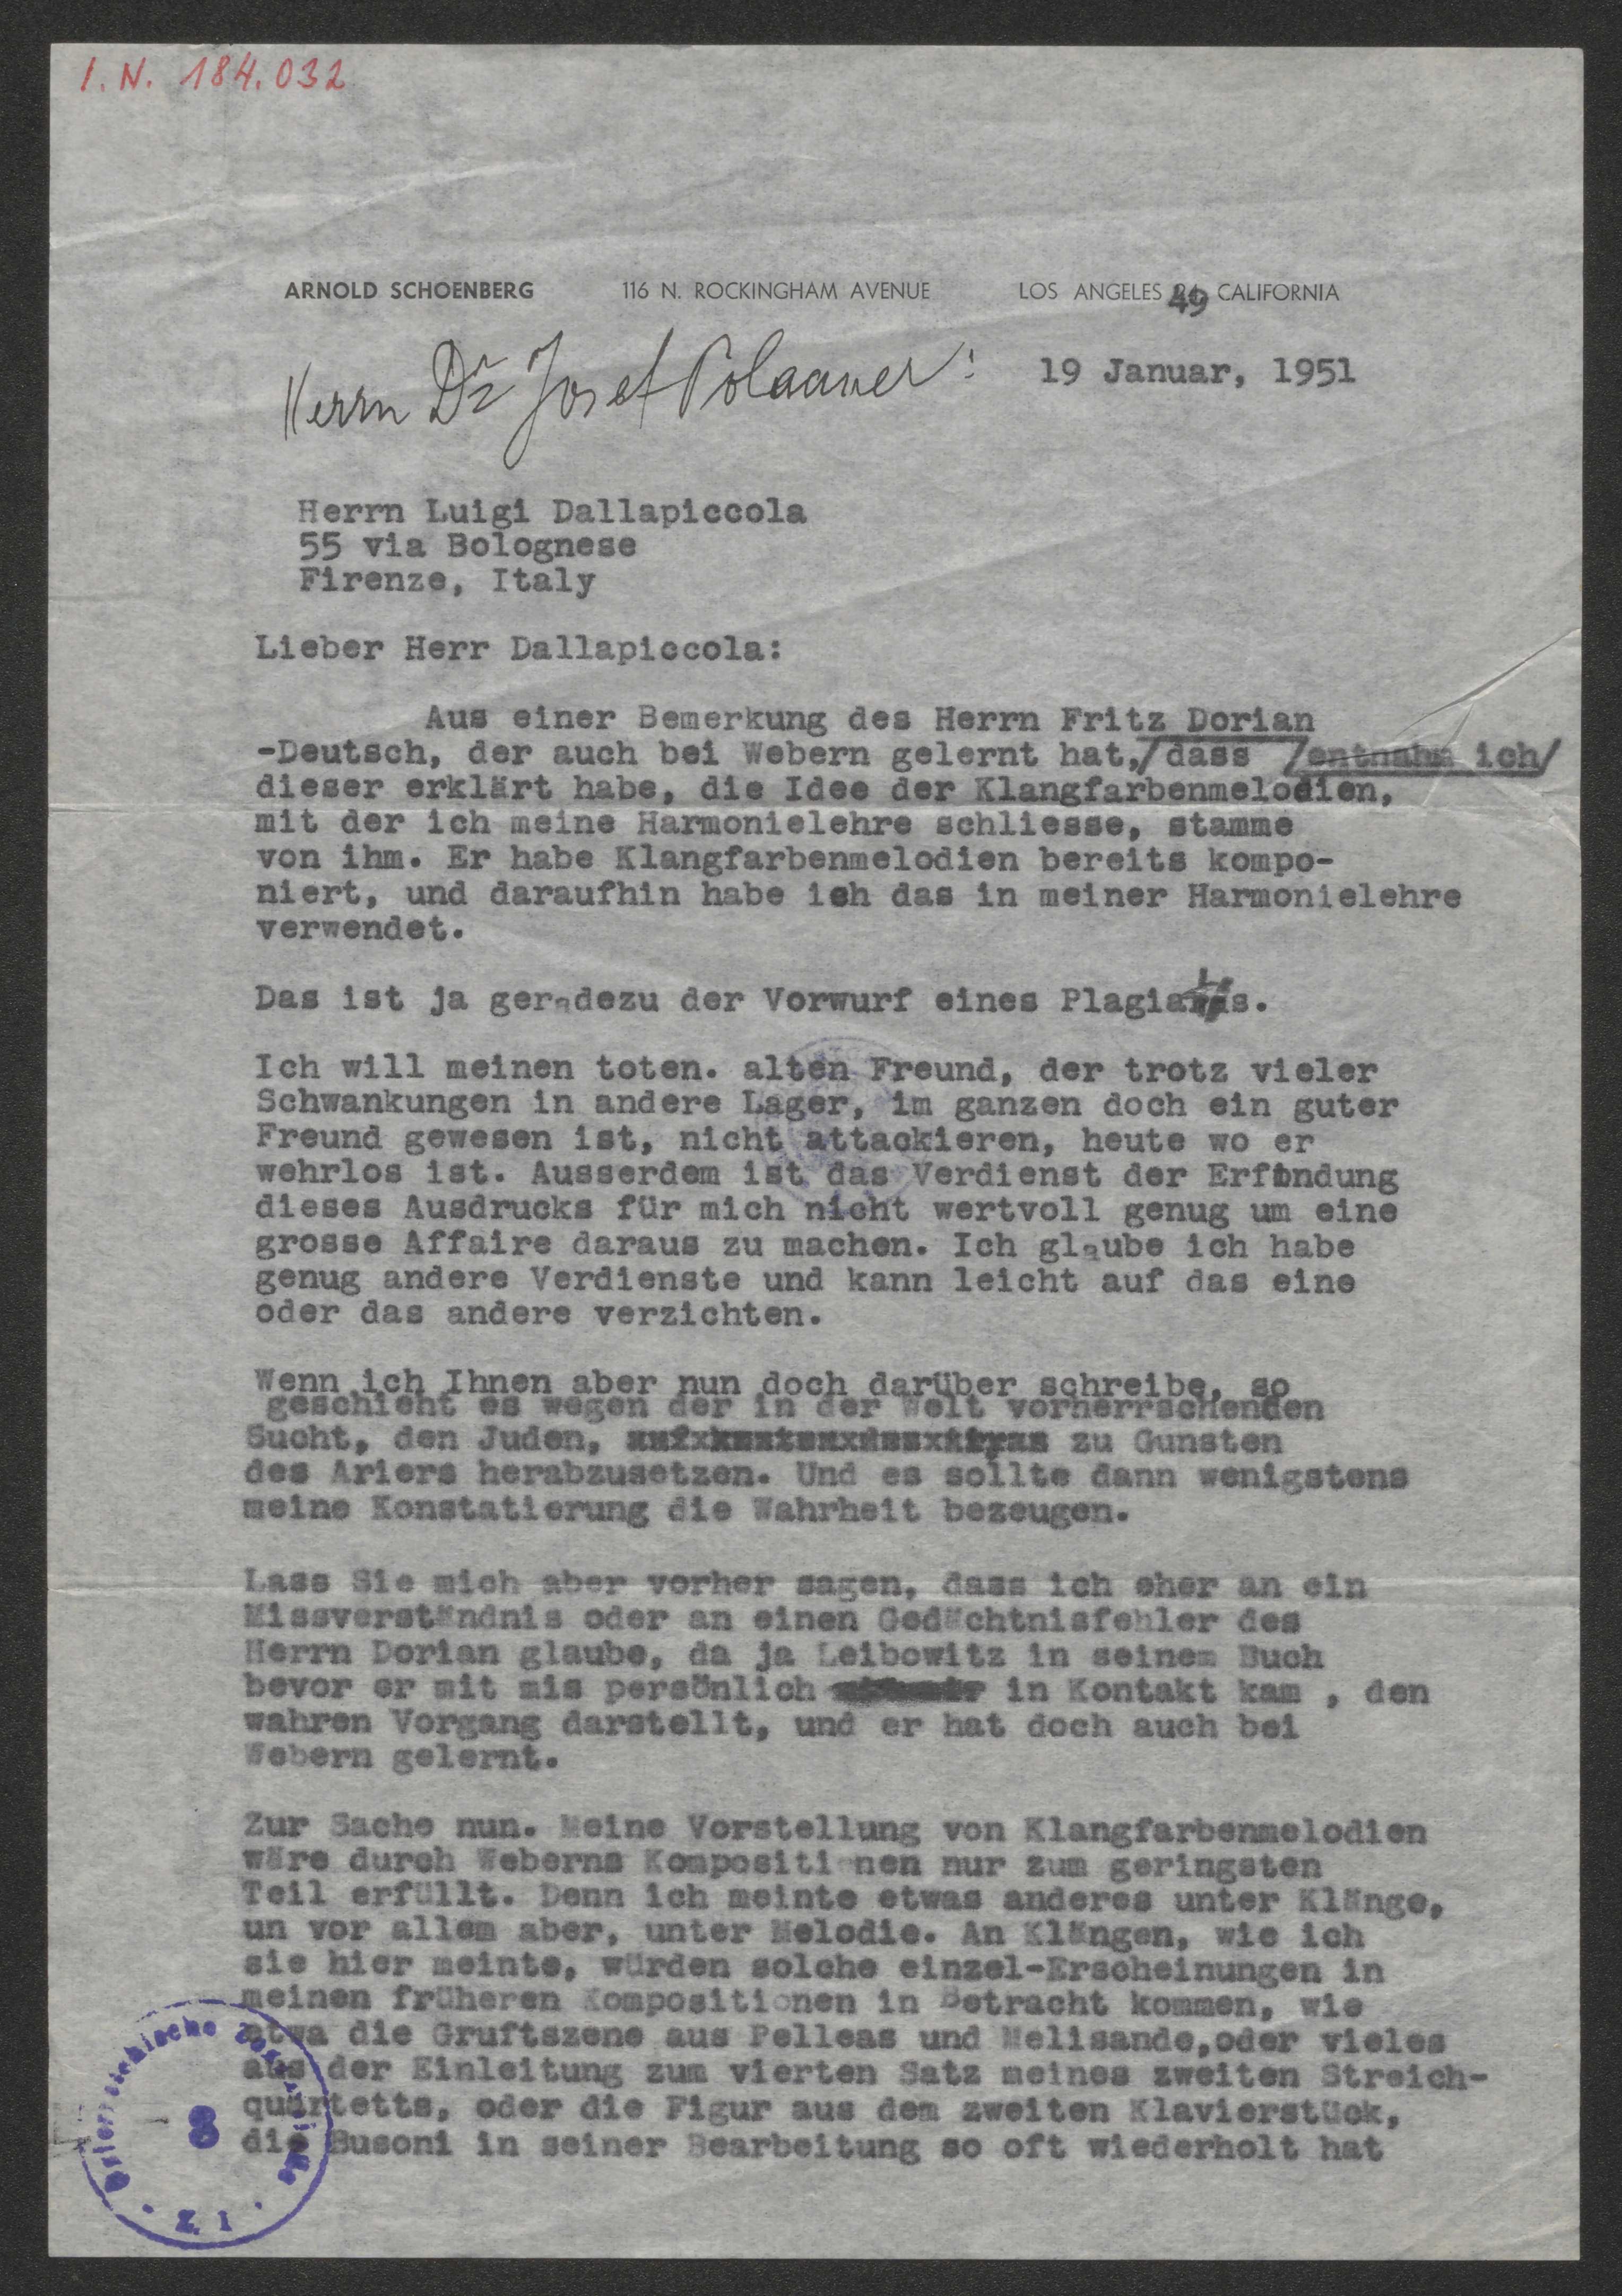 I. N. 184.032
ARNOLD SCHOENBERG 116 N. ROCKINGHAM AVENUE LOS ANGELES 49 CALIFORNIA
Herrn Dr Josef Polnauer:
19 Januar, 1951
Herrn Luigi Dallapiccola
55 via Bolognese
Firenze, Italy
Lieber Herr Dallapiccola:
Aus einer Bemerkung des Herrn Fritz Dorian
-Deutsch, der auch bei Webern gelernt hat,/ dass /entnahm ich/
dieser erklärt habe, die Idee der Klangfarbenmelodien,
mit der ich meine Harmonielehre schliesse, stamme
von ihm. Er habe Klangfarbenmelodien bereits kompo-
niert, und daraufhin habe ich das in meiner Harmonielehre
verwendet.
Das ist ja geradezu der Vorwurf eines Plagiats.
Ich will meinen toten. alten Freund, der trotz vieler
Schwankungen in andere Lager, im ganzen doch ein guter
Freund gewesen ist, nicht attackieren, heute wo er
wehrlos ist. Ausserdem ist das Verdienst der Erfindung
dieses Ausdrucks für mich nicht wertvoll genug um eine
grosse Affaire daraus zu machen. Ich glaube ich habe
genug andere Verdienste und kann leicht auf das eine
oder das andere verzichten.
Wenn ich Ihnen aber nun doch darüber schreibe, so
geschieht es wegen der in der Welt vorherrschenden
Sucht, den Juden, zu Gunsten
des Ariers herabzusetzen. Und es sollte dann wenigstens
meine Konstatierung die Wahrheit bezeugen.
Lass Sie mich aber vorher sagen, dass ich eher an ein
Missverständnis oder an einen Gedächtnisfehler des
Herrn Dorian glaube, da ja Leibowitz in seinem Buch
bevor er mit mis persönlich in Kontakt kam , den
wahren Vorgang darstellt, und er hat doch auch bei
Webern gelernt.
Zur Sache nun. Meine Vorstellung von Klangfarbenmelodien
wäre durch Weberns Kompositionen nur zum geringsten
Teil erfüllt. Denn ich meinte etwas anderes unter Klänge,
un vor allem aber, unter Melodie. An Klängen, wie ich
sie hier meinte, würden solche einzel-Erscheinungen in
meinen früheren Kompositionen in Betracht kommen, wie
etwa die Gruftszene aus Pelleas und Melisande,oder vieles
aus der Einleitung zum vierten Satz meines zweiten Streich-
quartetts, oder die Figur aus dem zweiten Klavierstück,
die Busoni in seiner Bearbeitung so oft wiederholt hat
8